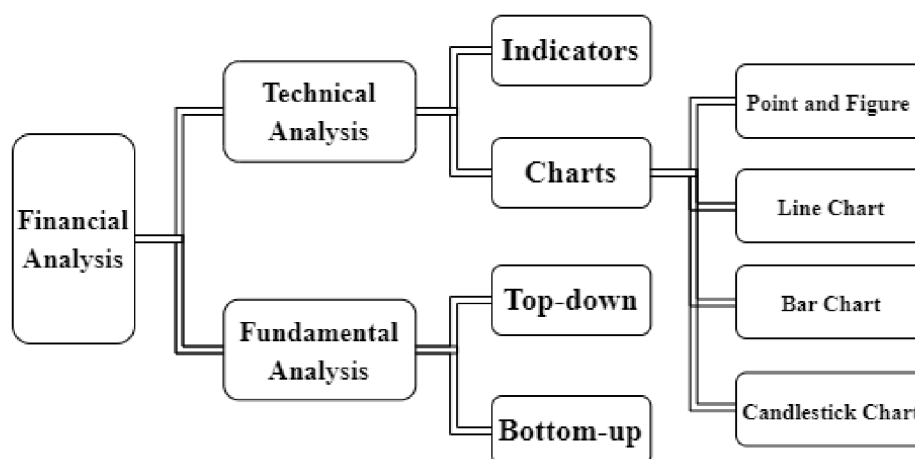 Financial
Analysis
Technical
Analysis
Fundamental
Analysis
Indicators
Charts
Top-down
Bottom-up
Point and Figure
Line Chart
Bar Chart
Candlestick Chart